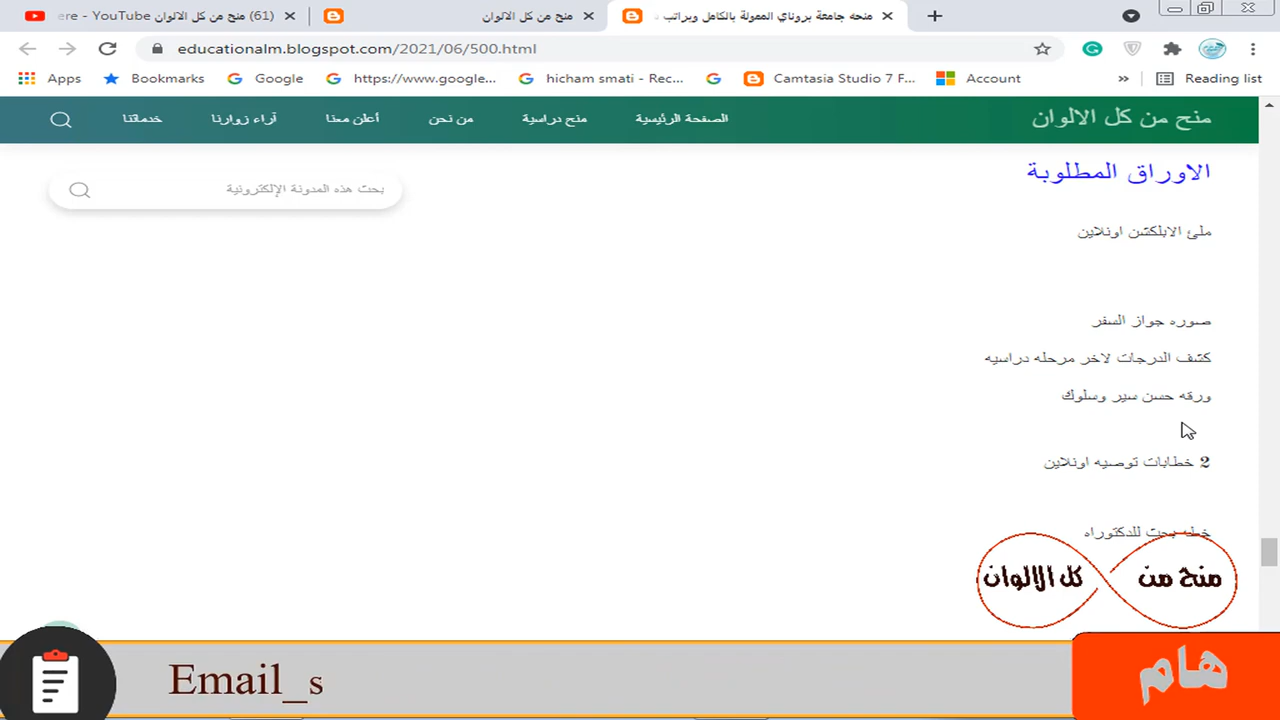 (61) منح من كل الالوان YouTube - ere
منح من كل الالوان
منحه جامعة بروناي الممولة بالكامل وبراتب
educationalm.blogspot.com/2021/06/500.html
Apps Bookmarks Google https://www.google... hicham smati - Rec... Camtasia Studio 7 F... Account » Reading list
منح من كل الالوان
الصفحة الرئيسية منح دراسية من نحن أعلن معنا آراء زوارنا خدماتنا
بحث هذه المدونة الإلكترونية
الاوراق المطلوبة
ملئ الابلكشن اونلاين
صوره جواز السفر
كشف الدرجات لاخر مرحله دراسيه
ورقه حسن سير وسلوك
2 خطابات توصيه اونلاين
خطه بحث للدكتوراه
منح من كل الالوان
Email_s
هام